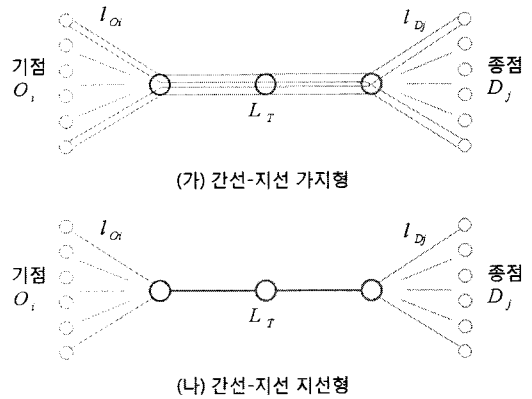 l_Oi l_Dj
기점 종점
O_i D_j
L_T
(가) 간선-지선 가지형
l_Oi l_Dj
기점 종점
O_i D_j
L_T
(나) 간선-지선 지선형